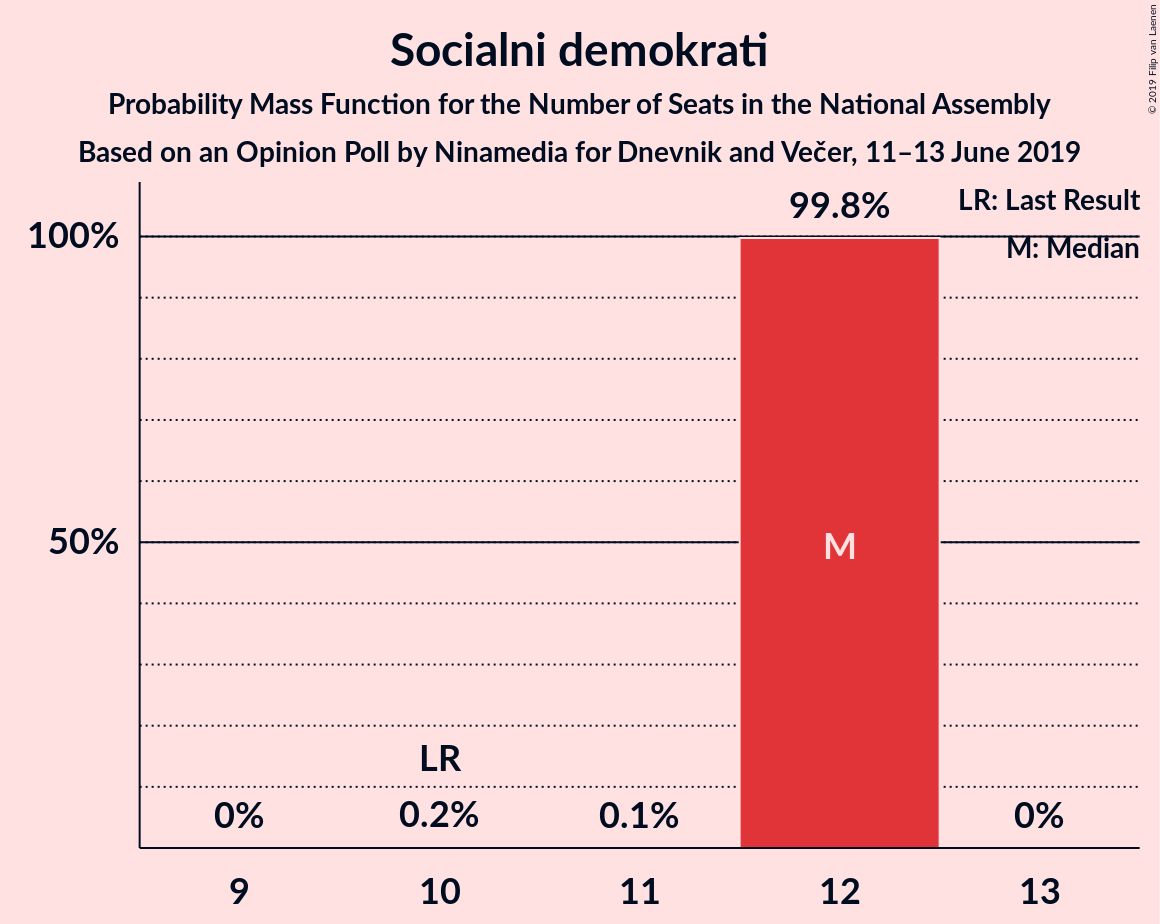 Socialni demokrati
Probability Mass Function for the Number of Seats in the National Assembly
Based on an Opinion Poll by Ninamedia for Dnevnik and Večer, 11–13 June 2019
© 2019 Filip van Laenen
LR: Last Result
M: Median
100%
50%
99.8%
M
LR
0%
0.2%
0.1%
0%
9
10
11
12
13